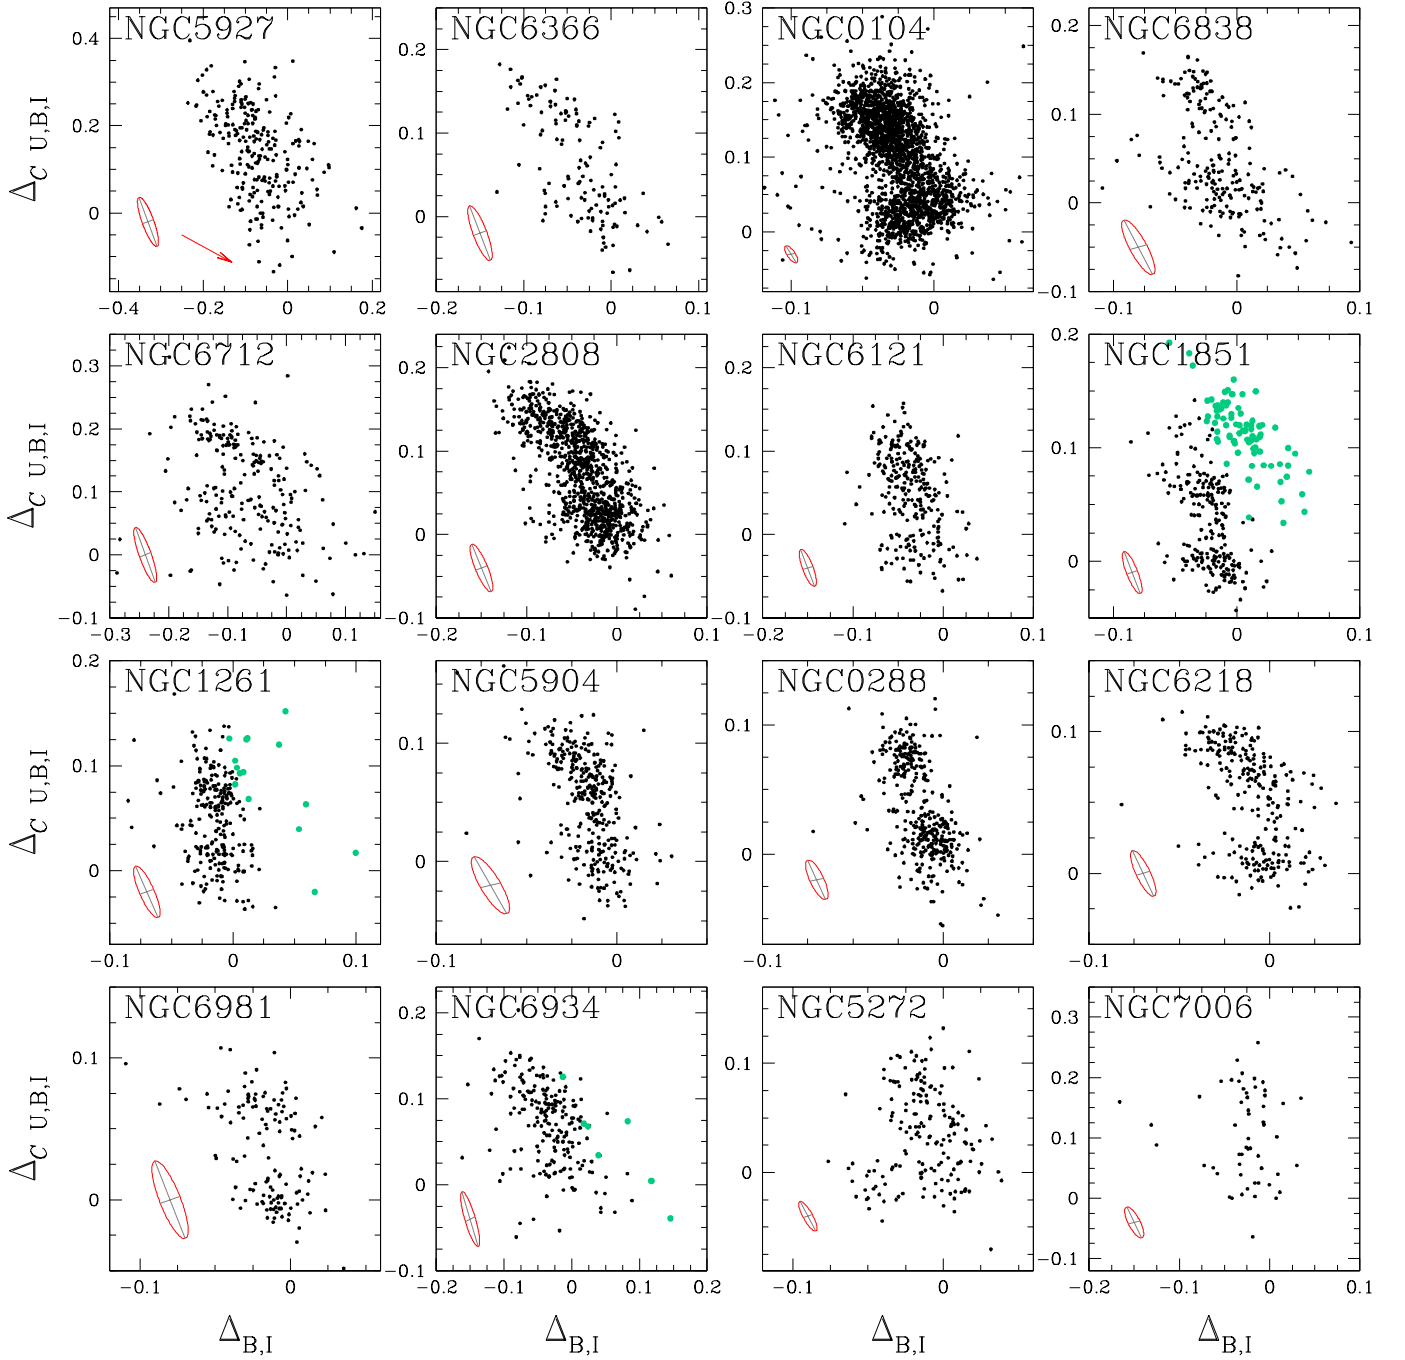 NGC5927 NGC6366 NGC0104 NGC6838
0.4 0.2 0.3 0.2
0.2 0.1 0.2 0.1
0 0 0.1 0
0 -0.1
Δ_C U,B,I
−0.4 −0.2 0 0.2 −0.2 −0.1 0 0.1 −0.1 0 −0.1 0 0.1
NGC6712 NGC2808 NGC6121 NGC1851
0.3 0.2 0.2 0.2
0.2 0.1 0.1 0.1
0.1 0 0 0
0
−0.1 −0.1 −0.1
Δ_C U,B,I
−0.3 −0.2 −0.1 0 −0.2 −0.1 0 0.1 −0.2 −0.1 0 0.1 −0.1 0 0.1
NGC1261 NGC5904 NGC0288 NGC6218
0.2 0.1 0.1 0.1
0.1 0 0 0
0
Δ_C U,B,I
−0.1 0 0.1 −0.2 −0.1 0 −0.1 0 −0.1 0
NGC6981 NGC6934 NGC5272 NGC7006
0.1 0.2 0.1 0.3
0 0.1 0 0.2
0 0.1
−0.1 0
−0.1
Δ_C U,B,I
−0.1 0 −0.2 −0.1 0 0.1 0.2 −0.1 0 −0.2 −0.1 0 0.1
Δ_B,I Δ_B,I Δ_B,I Δ_B,I